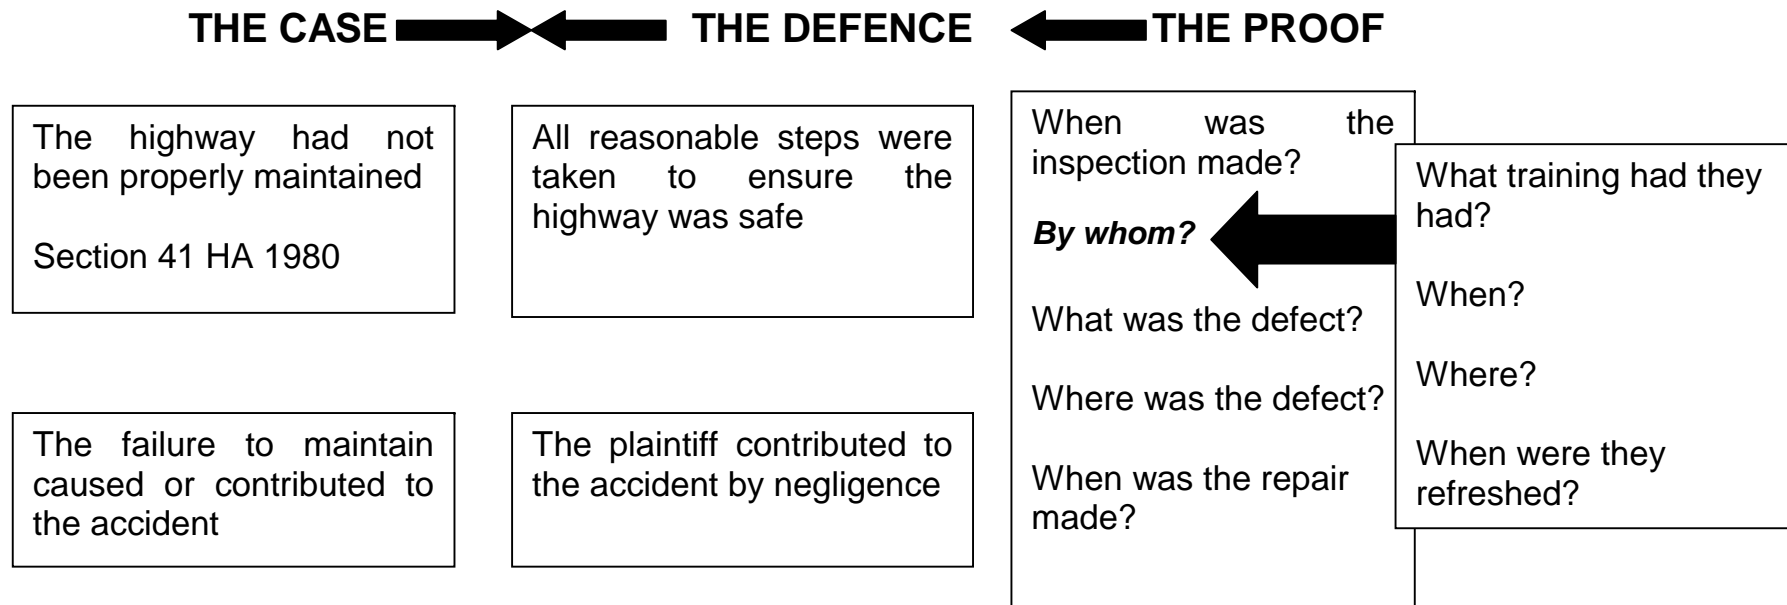 THE CASE THE DEFENCE THE PROOF
The highway had not
been properly maintained
Section 41 HA 1980
The failure to maintain
caused or contributed to
the accident
All reasonable steps were
taken to ensure the
highway was safe
The plaintiff contributed to
the accident by negligence
When was the
inspection made?
By whom?
What was the defect?
Where was the defect?
When was the repair
made?
What training had they
had?
When?
Where?
When were they
refreshed?